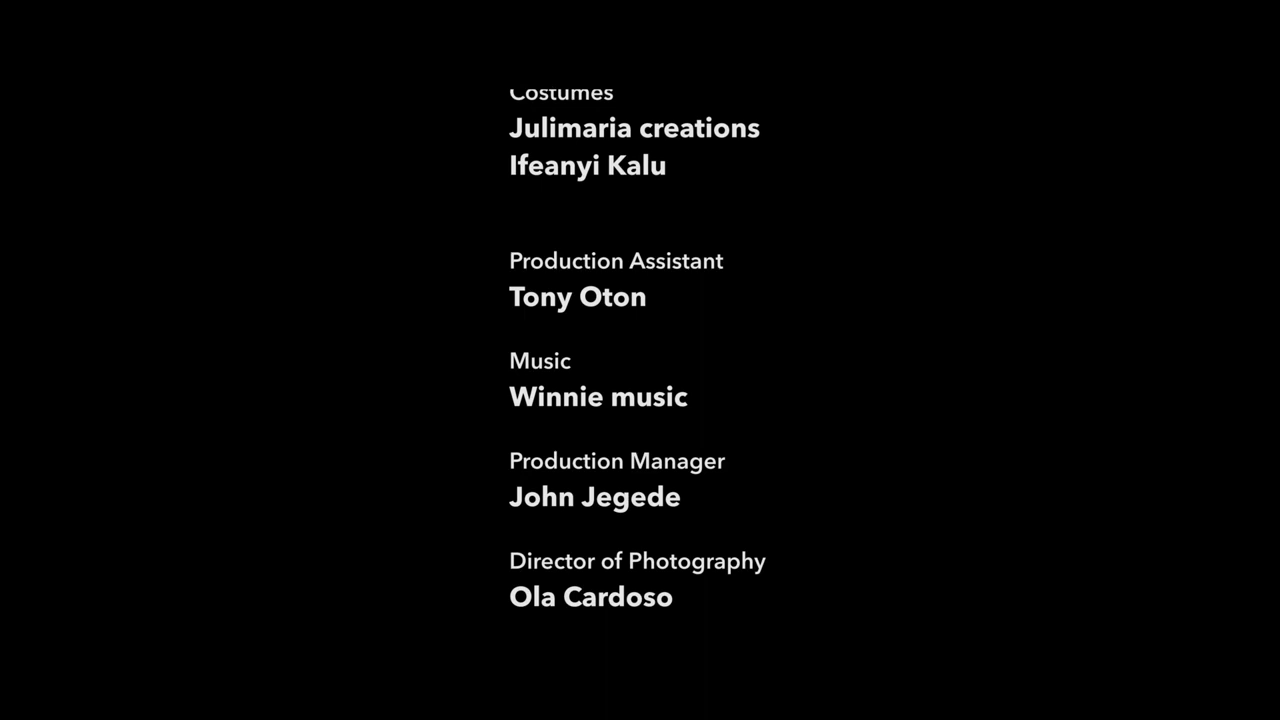 Costumes
Julimaria creations
Ifeanyi Kalu
Production Assistant
Tony Oton
Music
Winnie music
Production Manager
John Jegede
Director of Photography
Ola Cardoso